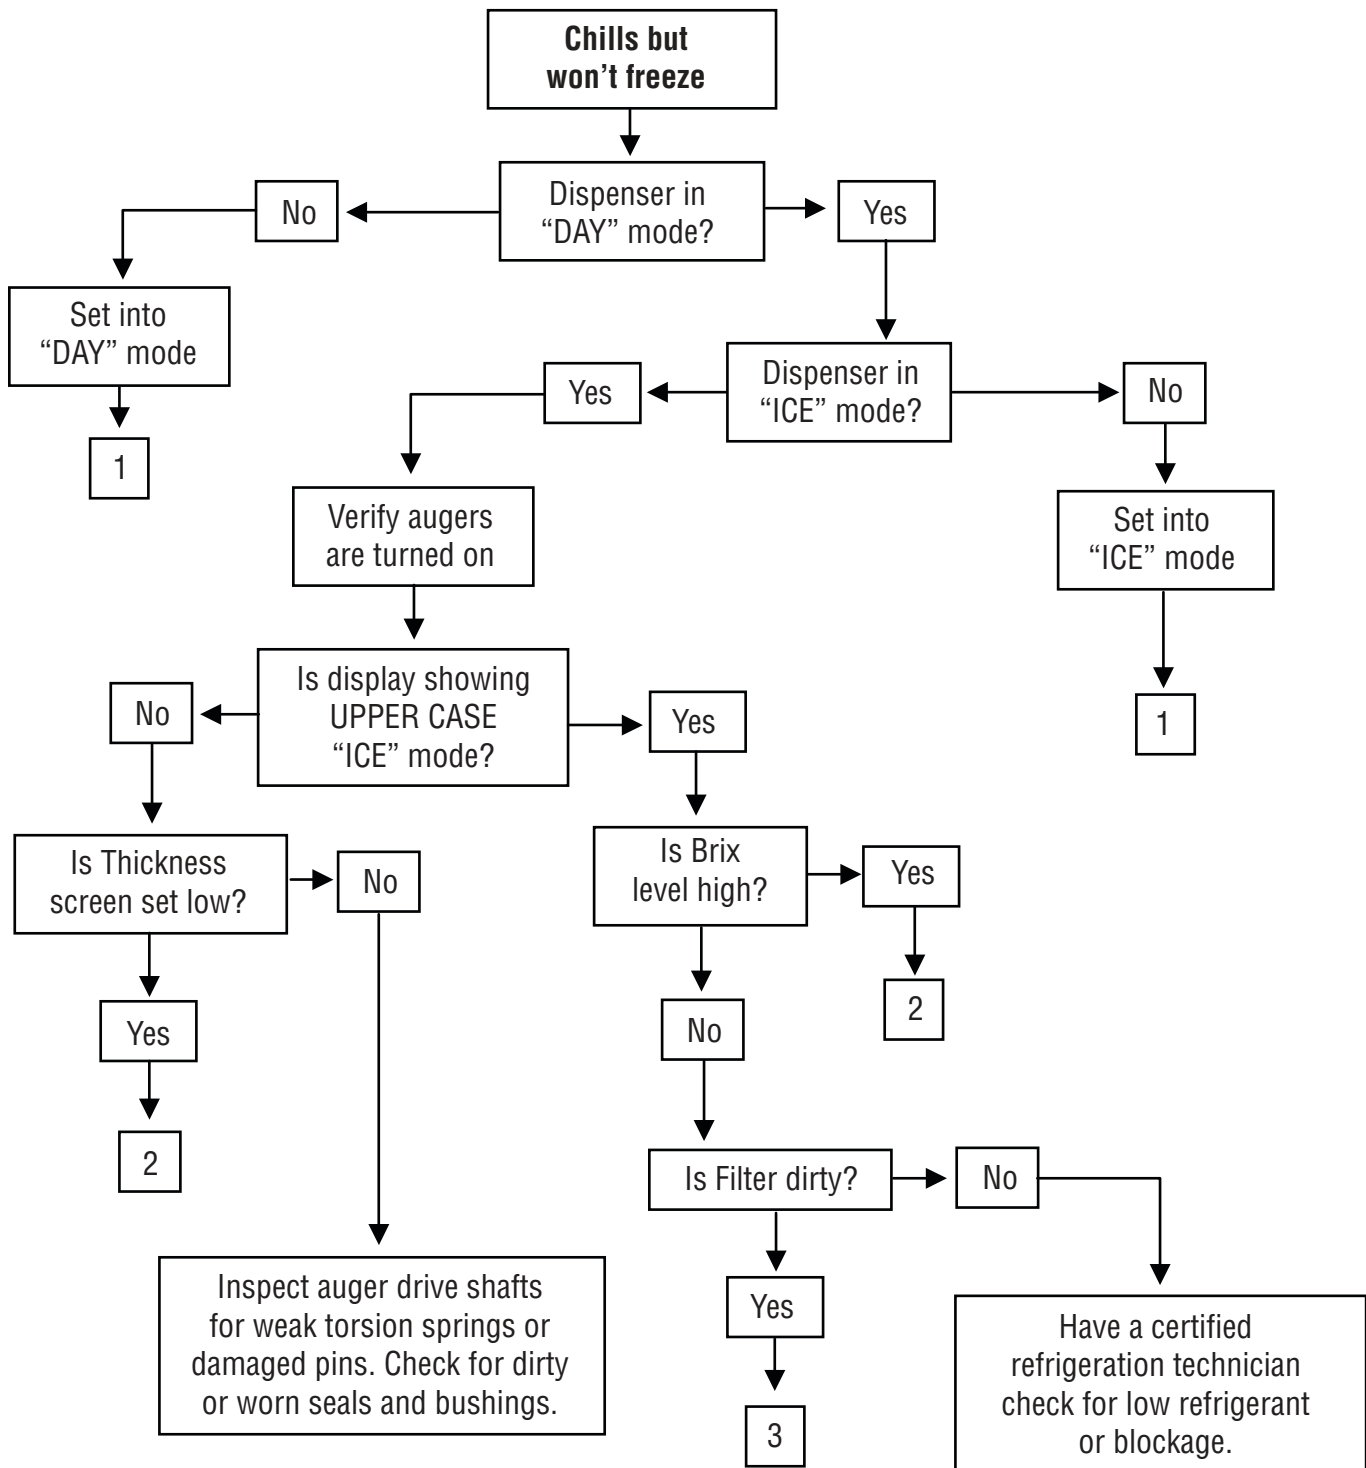 Chills but
won’t freeze
Dispenser in
“DAY” mode?
No
Yes
Set into
“DAY” mode
1
Dispenser in
“ICE” mode?
Yes
No
Verify augers
are turned on
Set into
“ICE” mode
1
Is display showing
UPPER CASE
“ICE” mode?
No
Yes
Is Thickness
screen set low?
No
Yes
2
Is Brix
level high?
Yes
2
No
Is Filter dirty?
No
Yes
3
Inspect auger drive shafts
for weak torsion springs or
damaged pins. Check for dirty
or worn seals and bushings.
Have a certified
refrigeration technician
check for low refrigerant
or blockage.